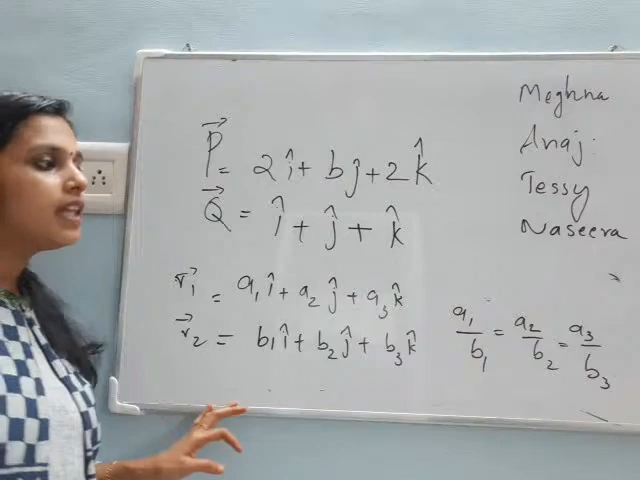 P⃗ = 2î + bĵ + 2k̂
Q⃗ = î + ĵ + k̂
r⃗₁ = a₁î + a₂ĵ + a₃k̂
r⃗₂ = b₁î + b₂ĵ + b₃k̂
a₁/b₁ = a₂/b₂ = a₃/b₃
Meghna
Anaj.
Tessy
Naseera